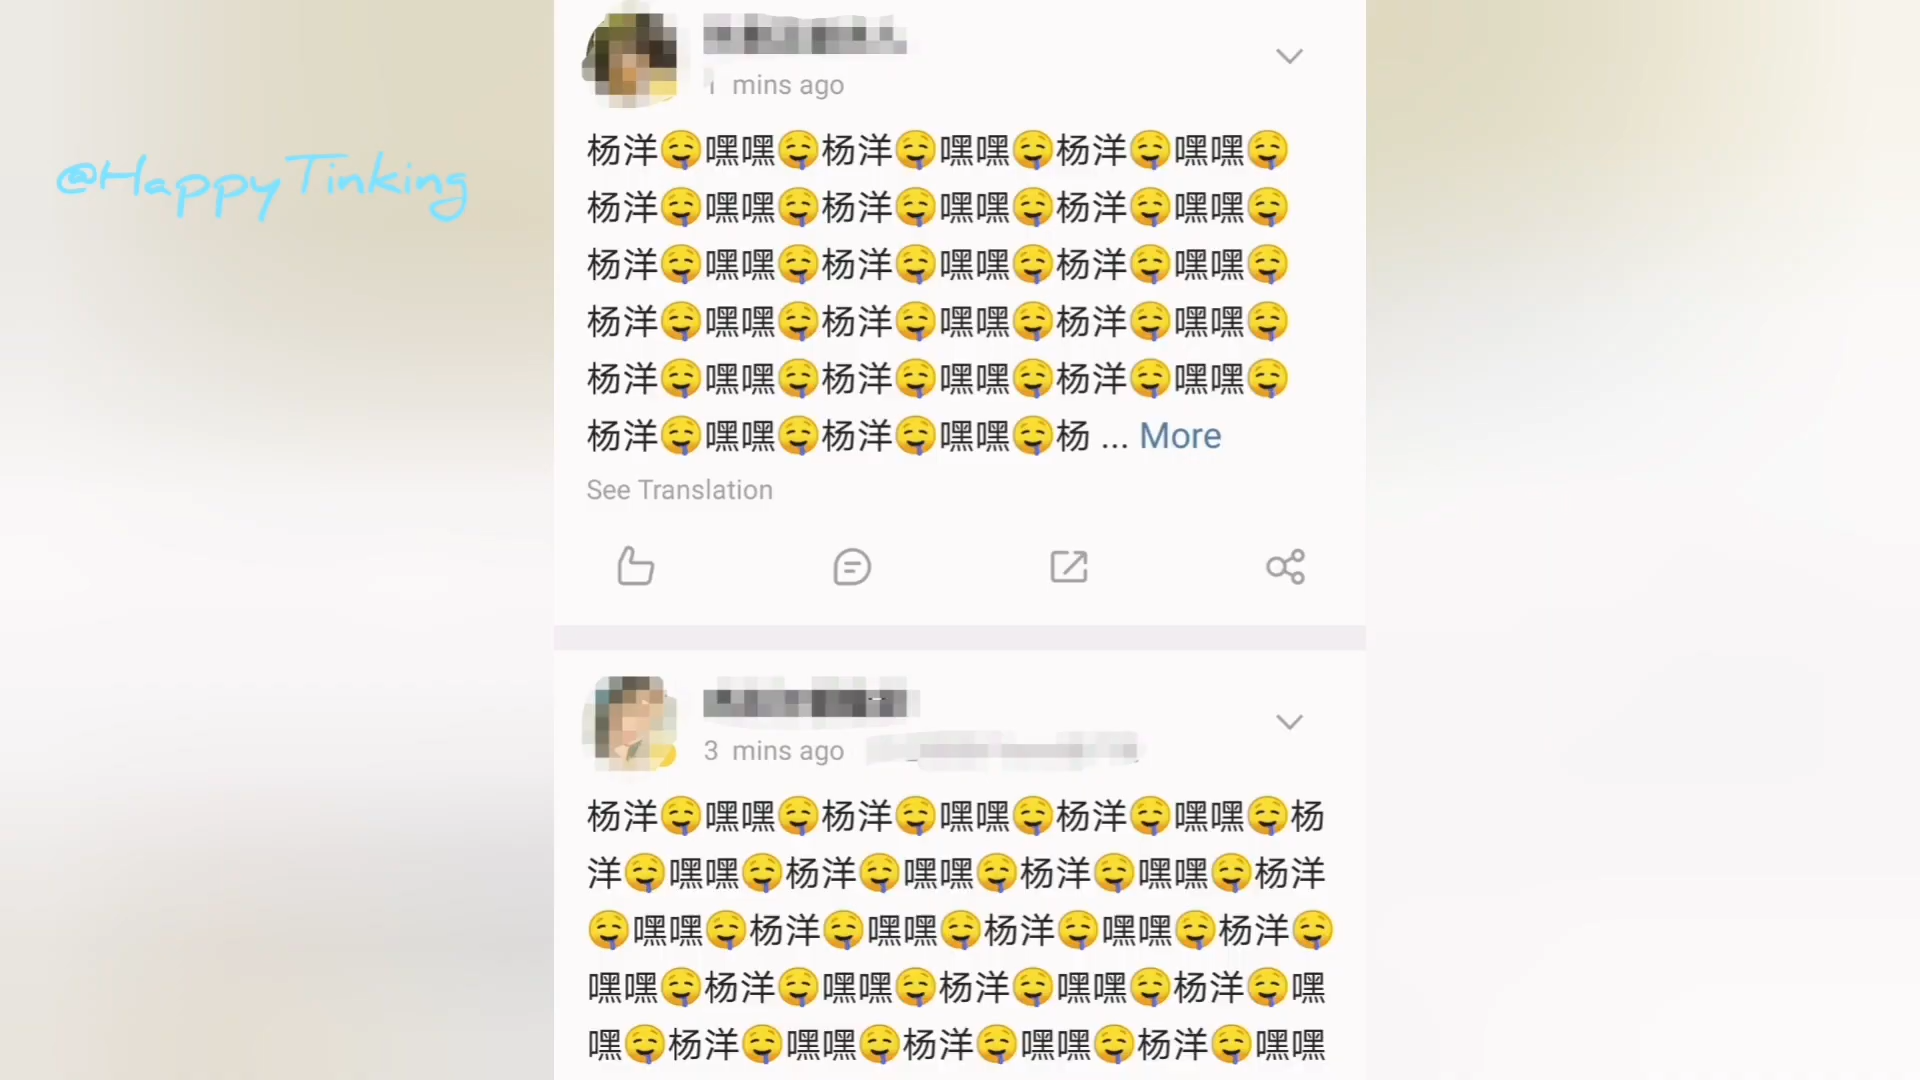 @HappyTinking
mins ago
杨洋🤤嘿嘿🤤杨洋🤤嘿嘿🤤杨洋🤤嘿嘿🤤
杨洋🤤嘿嘿🤤杨洋🤤嘿嘿🤤杨洋🤤嘿嘿🤤
杨洋🤤嘿嘿🤤杨洋🤤嘿嘿🤤杨洋🤤嘿嘿🤤
杨洋🤤嘿嘿🤤杨洋🤤嘿嘿🤤杨洋🤤嘿嘿🤤
杨洋🤤嘿嘿🤤杨洋🤤嘿嘿🤤杨洋🤤嘿嘿🤤
杨洋🤤嘿嘿🤤杨洋🤤嘿嘿🤤杨 ... More
See Translation
3 mins ago
杨洋🤤嘿嘿🤤杨洋🤤嘿嘿🤤杨洋🤤嘿嘿🤤杨
洋🤤嘿嘿🤤杨洋🤤嘿嘿🤤杨洋🤤嘿嘿🤤杨洋
🤤嘿嘿🤤杨洋🤤嘿嘿🤤杨洋🤤嘿嘿🤤杨洋🤤
嘿嘿🤤杨洋🤤嘿嘿🤤杨洋🤤嘿嘿🤤杨洋🤤嘿
嘿🤤杨洋🤤嘿嘿🤤杨洋🤤嘿嘿🤤杨洋🤤嘿嘿